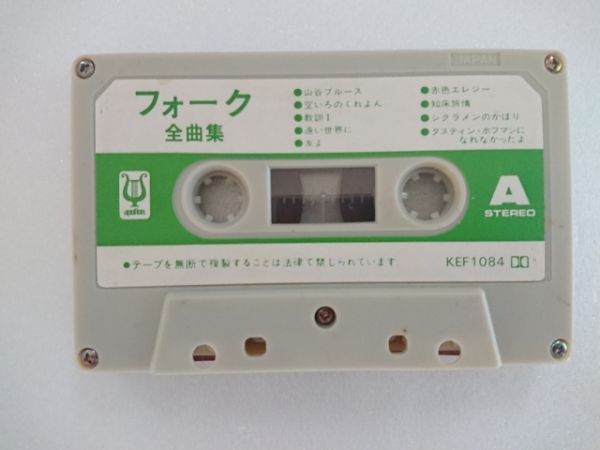 JAPAN
フォーク
全曲集
●山谷ブルース
●空いろのくれよん
●教訓I
●遠い世界に
●友よ
●赤色エレジー
●知床旅情
●シクラメンのかほり
●ダスティン・ホフマンに
なれなかったよ
apollon
A
STEREO
●テープを無断で複製することは法律で禁じられています
KEF1084